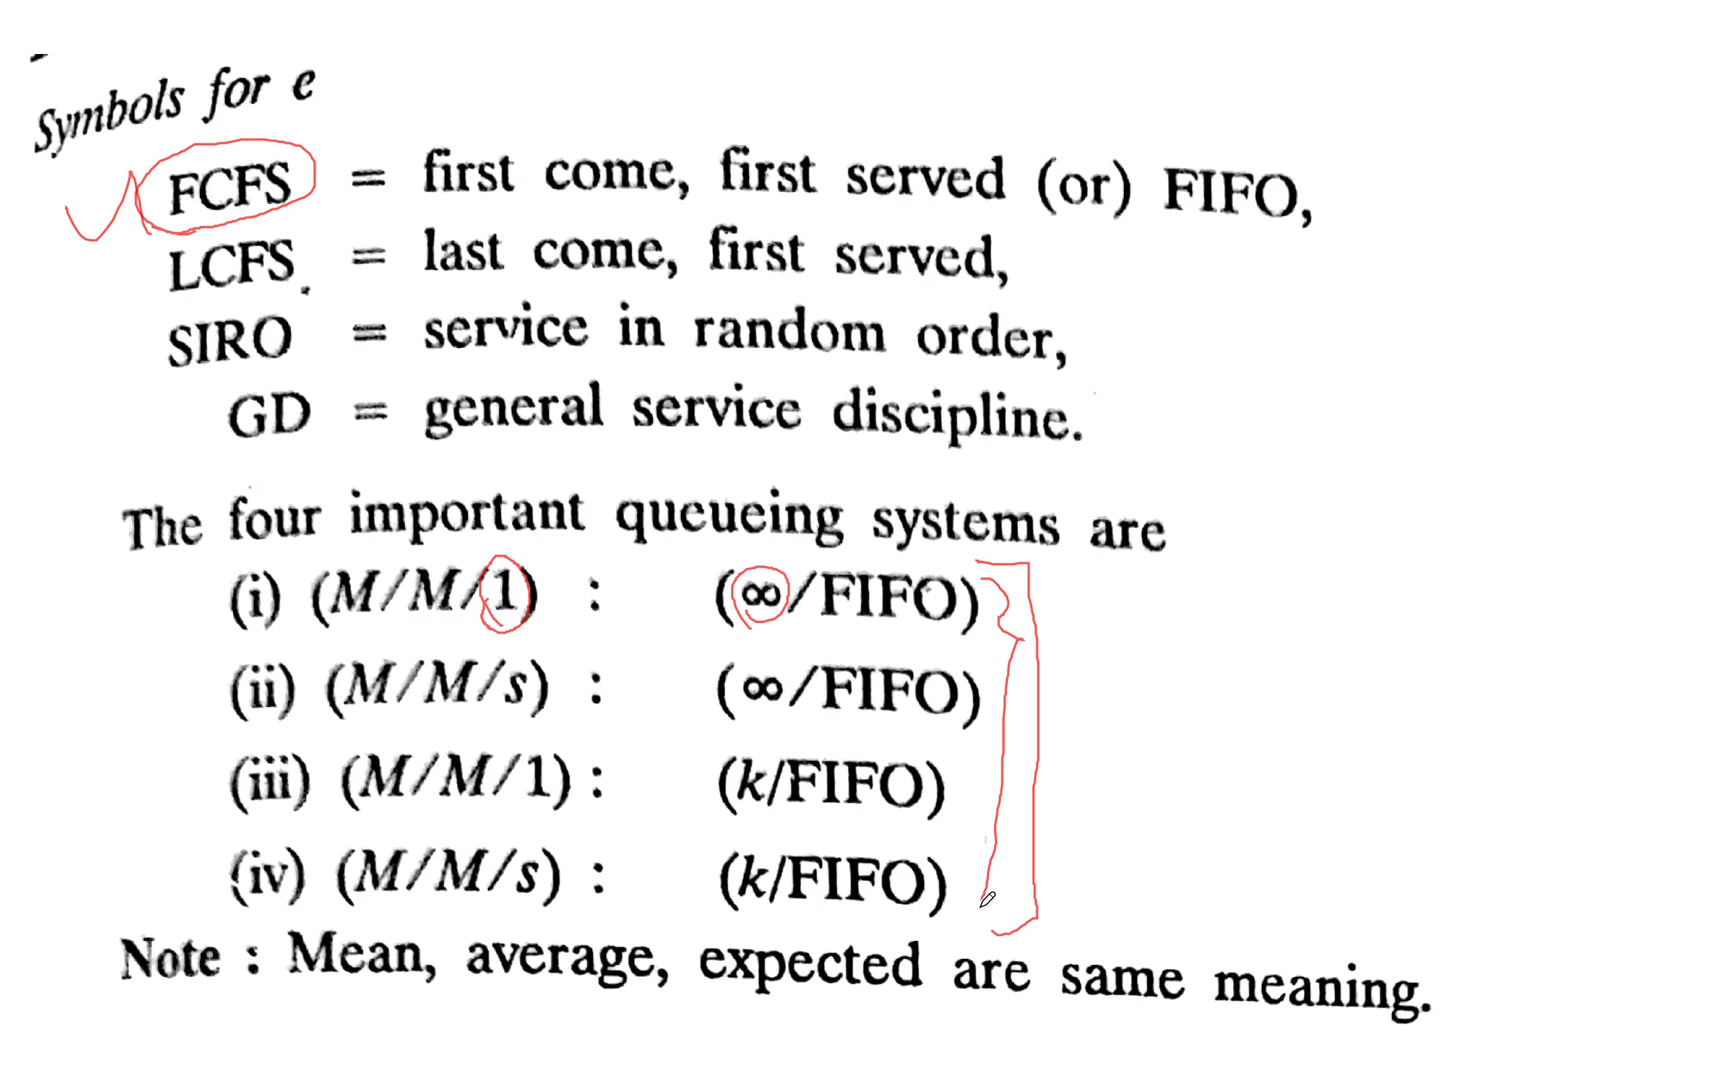 Symbols for e
FCFS = first come, first served (or) FIFO,
LCFS = last come, first served,
SIRO = service in random order,
GD = general service discipline.
The four important queueing systems are
(i) (M/M/1) : (∞/FIFO)
(ii) (M/M/s) : (∞/FIFO)
(iii) (M/M/1) : (k/FIFO)
(iv) (M/M/s) : (k/FIFO)
Note : Mean, average, expected are same meaning.